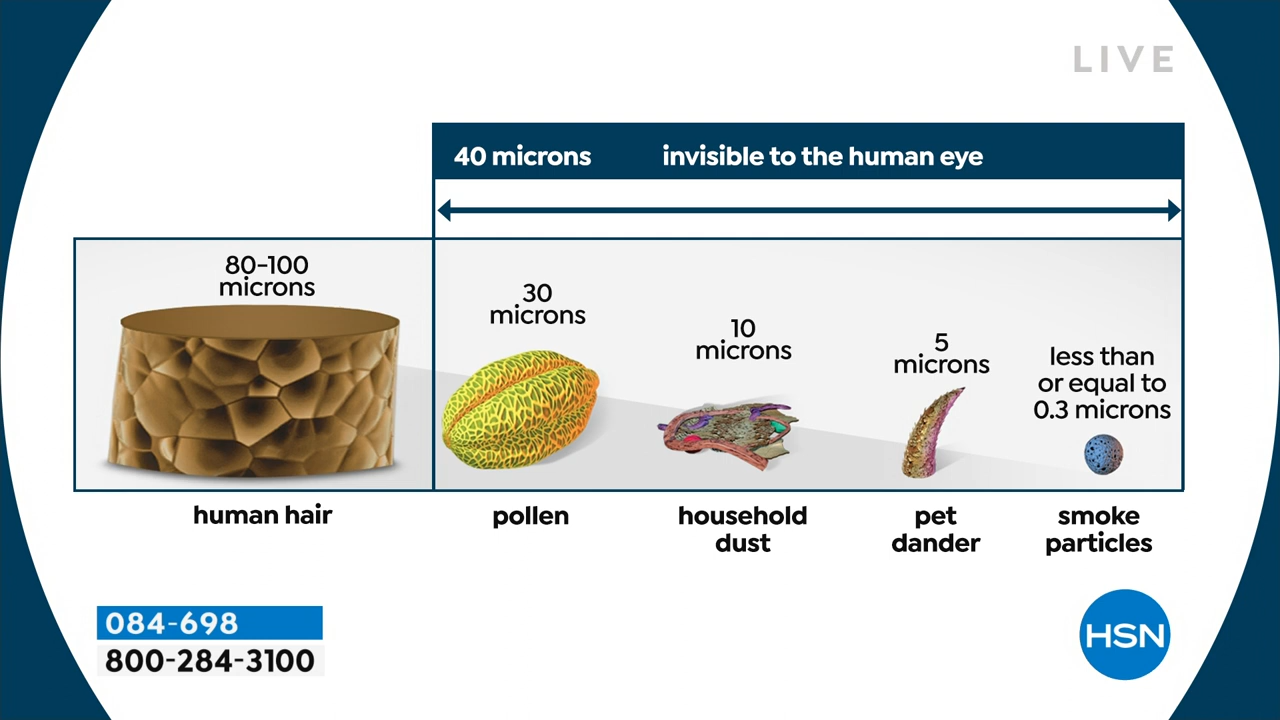 LIVE
40 microns invisible to the human eye
80-100
microns
30
microns
10
microns
5
microns
less than
or equal to
0.3 microns
human hair
pollen
household
dust
pet
dander
smoke
particles
084-698
800-284-3100
HSN